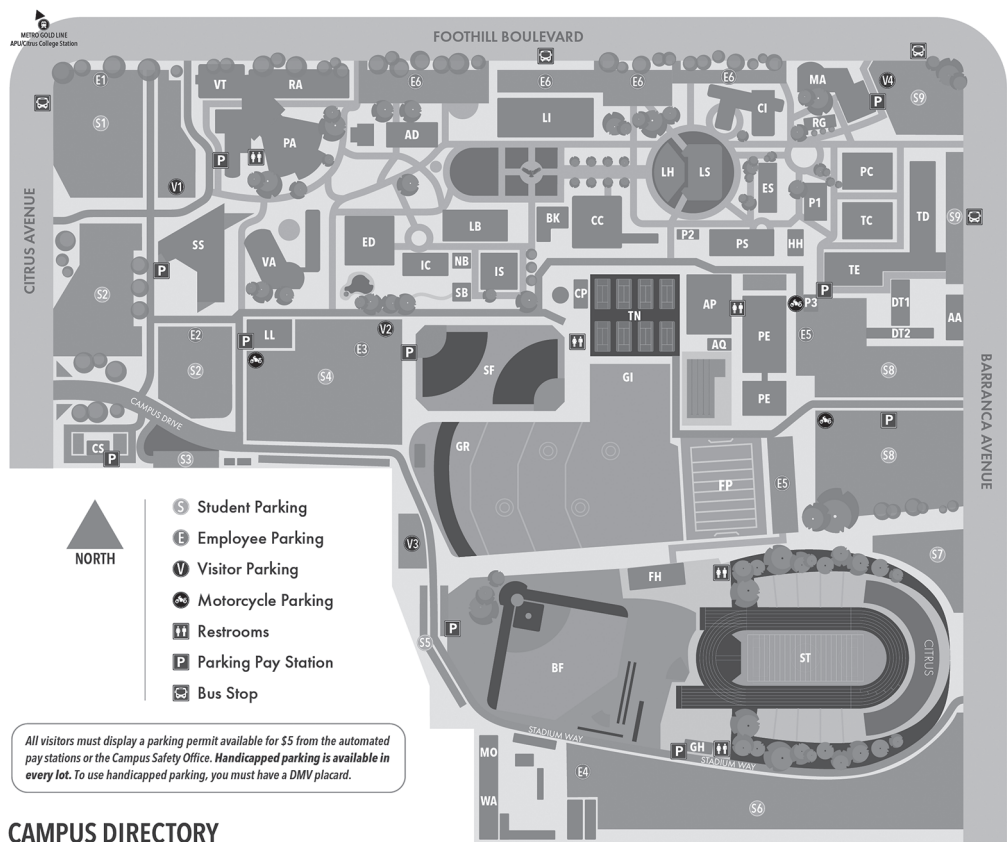 METRO GOLD LINE
APU/Citrus College Station
FOOTHILL BOULEVARD
E1
S1
VT
RA
E6
E6
E6
E6
MA
V4
S9
CI
RG
LI
AD
PA
P
P
V1
LH
LS
ES
PC
P1
TC
TD
S9
CITRUS AVENUE
SS
VA
ED
LB
BK
CC
P2
PS
HH
IC
NB
IS
SB
TE
P
S2
P
CP
TN
AP
P3
DT1
DT2
AA
E2
LL
P
V2
E3
P
SF
AQ
PE
E5
S2
S4
GI
PE
S8
BARRANCA AVENUE
CAMPUS DRIVE
P
S8
CS
P
S3
GR
FP
E5
V3
S7
FH
P
S5
BF
ST
CITRUS
STADIUM WAY
P
GH
STADIUM WAY
MO
WA
E4
S6
NORTH
S Student Parking
E Employee Parking
V Visitor Parking
Motorcycle Parking
Restrooms
P Parking Pay Station
Bus Stop
All visitors must display a parking permit available for $5 from the automated
pay stations or the Campus Safety Office. Handicapped parking is available in
every lot. To use handicapped parking, you must have a DMV placard.
CAMPUS DIRECTORY